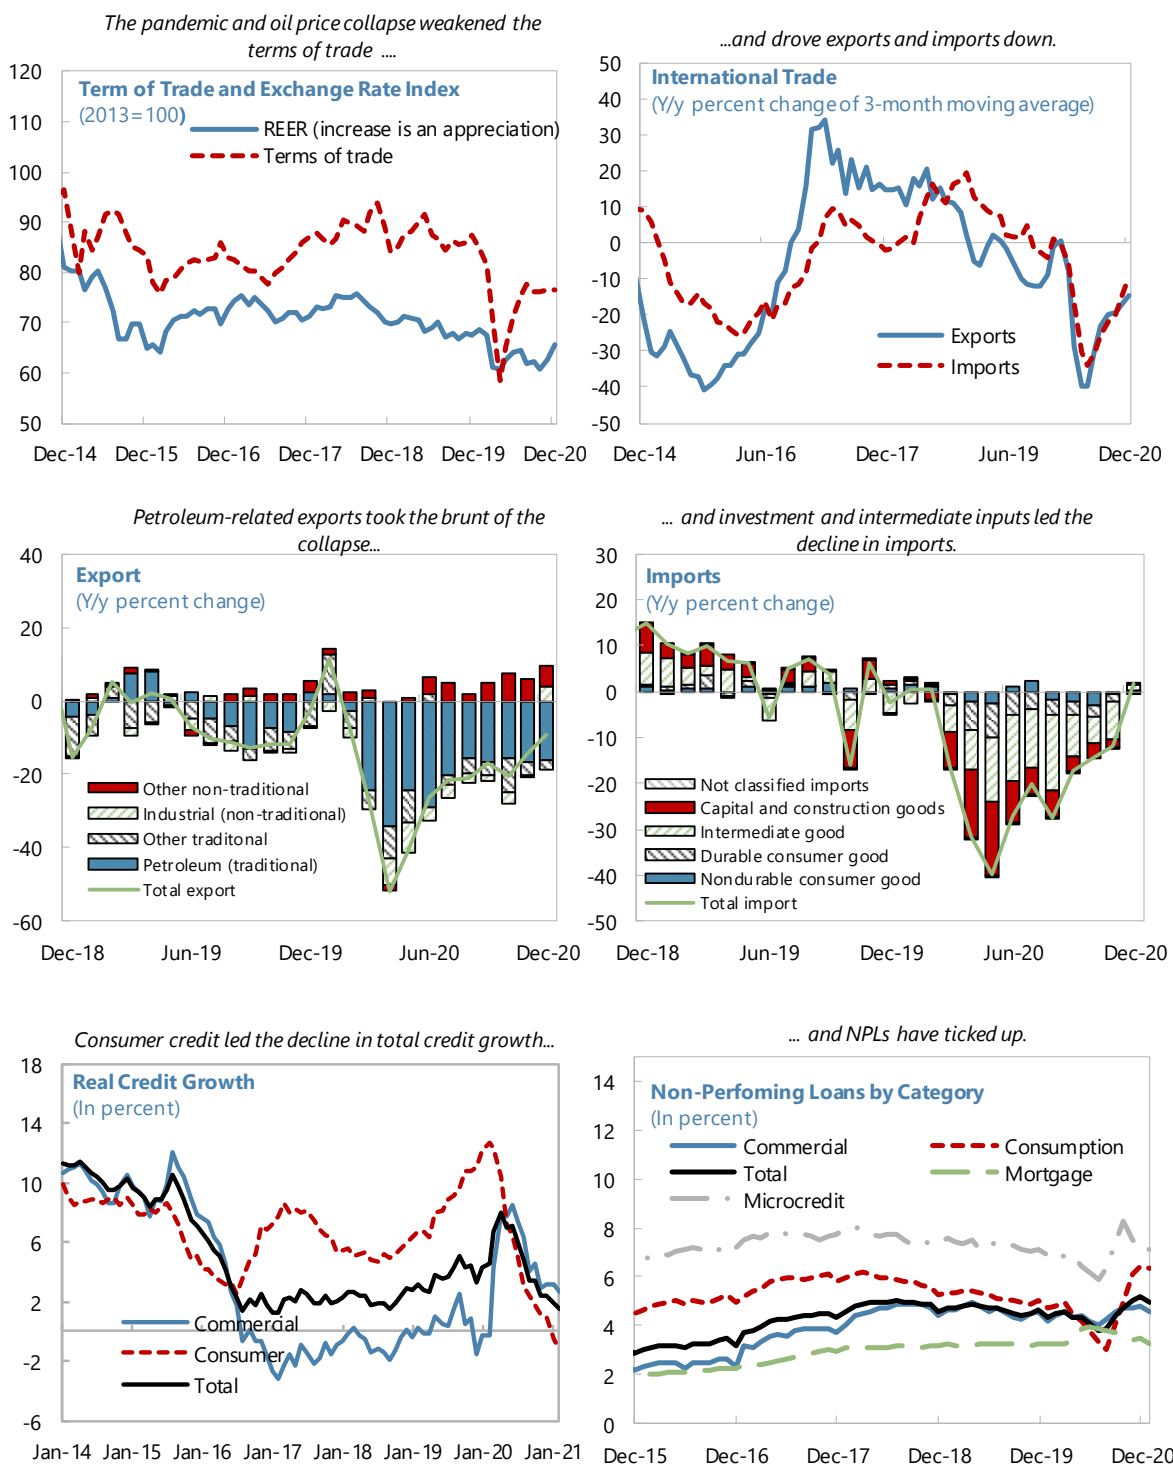 The pandemic and oil price collapse weakened the
terms of trade ....
120
110
100
90
80
70
60
50
Term of Trade and Exchange Rate Index
(2013=100)
REER (increase is an appreciation)
Terms of trade
Dec-14 Dec-15 Dec-16 Dec-17 Dec-18 Dec-19 Dec-20
...and drove exports and imports down.
50
40
30
20
10
0
-10
-20
-30
-40
-50
International Trade
(Y/y percent change of 3-month moving average)
Exports
Imports
Dec-14 Jun-16 Dec-17 Jun-19 Dec-20
Petroleum-related exports took the brunt of the
collapse...
40
20
0
-20
-40
-60
Export
(Y/y percent change)
Other non-traditional
Industrial (non-traditional)
Other traditonal
Petroleum (traditional)
Total export
Dec-18 Jun-19 Dec-19 Jun-20 Dec-20
... and investment and intermediate inputs led the
decline in imports.
30
20
10
0
-10
-20
-30
-40
-50
Imports
(Y/y percent change)
Not classified imports
Capital and construction goods
Intermediate good
Durable consumer good
Nondurable consumer good
Total import
Dec-18 Jun-19 Dec-19 Jun-20 Dec-20
Consumer credit led the decline in total credit growth...
18
14
10
6
2
-2
-6
Real Credit Growth
(In percent)
Commercial
Consumer
Total
Jan-14 Jan-15 Jan-16 Jan-17 Jan-18 Jan-19 Jan-20 Jan-21
... and NPLs have ticked up.
14
12
10
8
6
4
2
0
Non-Perfoming Loans by Category
(In percent)
Commercial Consumption
Total Mortgage
Microcredit
Dec-15 Dec-16 Dec-17 Dec-18 Dec-19 Dec-20